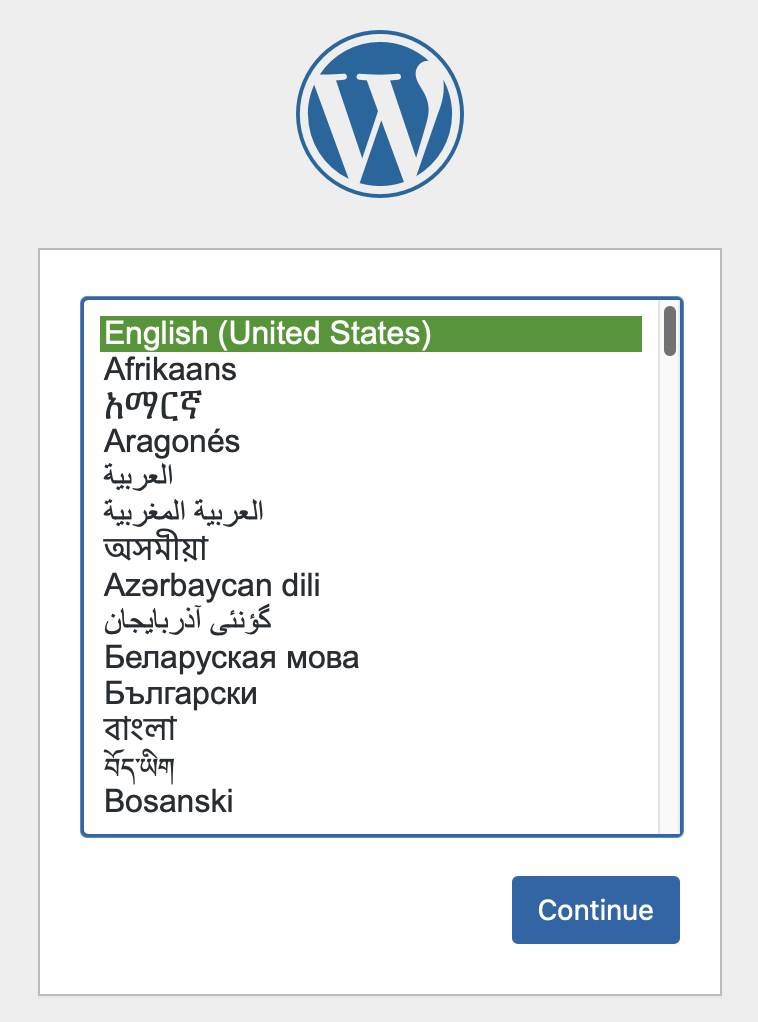 English (United States)
Afrikaans
አማርኛ
Aragonés
العربية
العربية المغربية
অসমীয়া
Azərbaycan dili
گؤنئی آذربایجان
Беларуская мова
Български
বাংলা
བོད་ཡིག
Bosanski
Continue